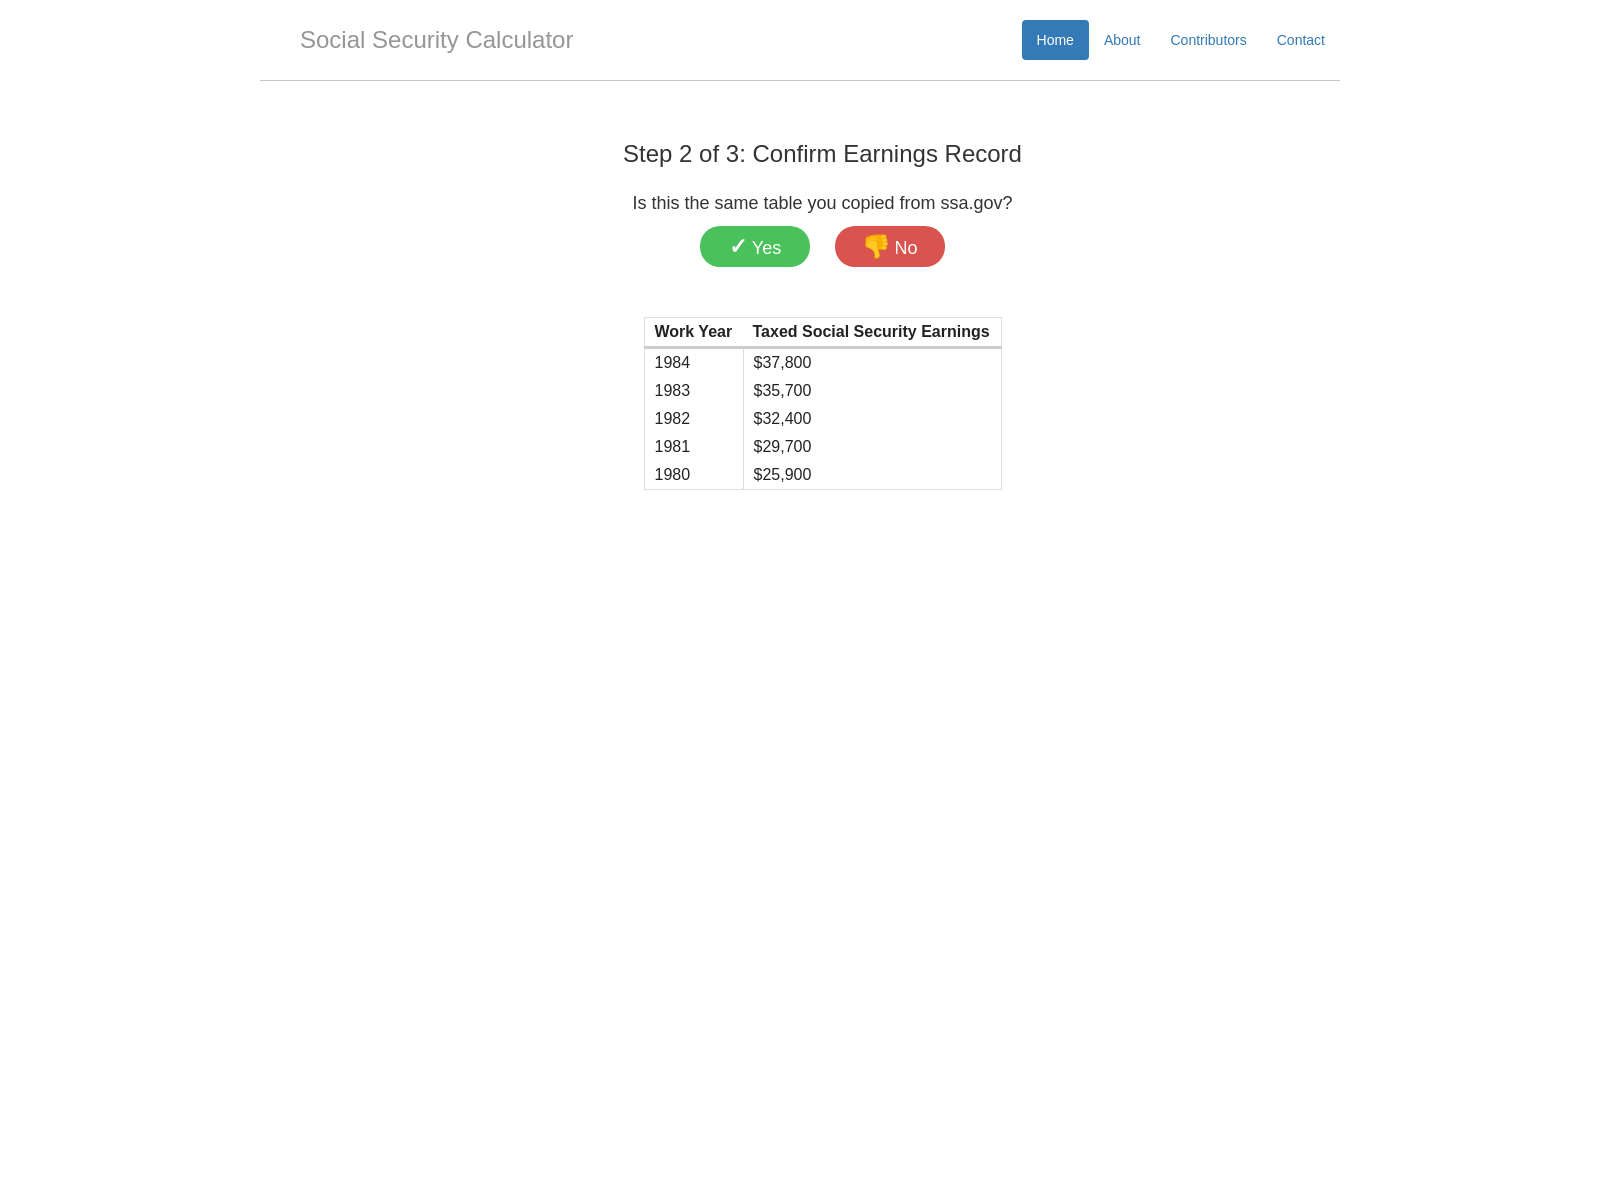 Social Security Calculator
Home About Contributors Contact
Step 2 of 3: Confirm Earnings Record
Is this the same table you copied from ssa.gov?
✓ Yes 👎 No
Work Year Taxed Social Security Earnings
1984 $37,800
1983 $35,700
1982 $32,400
1981 $29,700
1980 $25,900